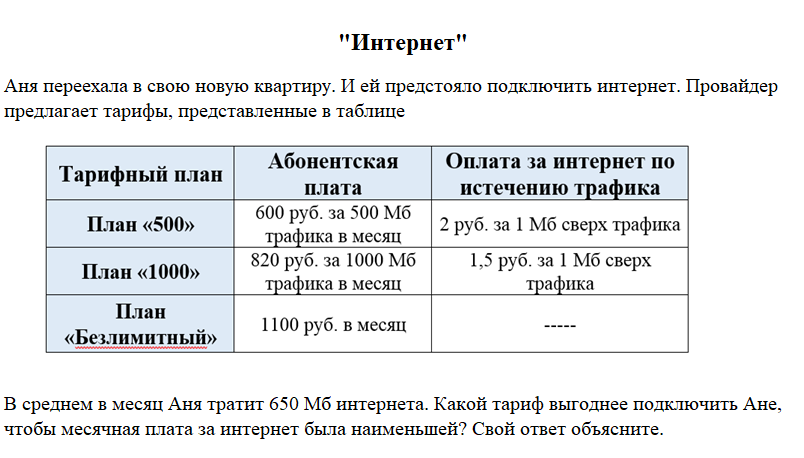 "Интернет"
Аня переехала в свою новую квартиру. И ей предстояло подключить интернет. Провайдер
предлагает тарифы, представленные в таблице
Тарифный план
Абонентская
плата
Оплата за интернет по
истечению трафика
План «500»
600 руб. за 500 Мб
трафика в месяц
2 руб. за 1 Мб сверх трафика
План «1000»
820 руб. за 1000 Мб
трафика в месяц
1,5 руб. за 1 Мб сверх
трафика
План
«Безлимитный»
1100 руб. в месяц
-----
В среднем в месяц Аня тратит 650 Мб интернета. Какой тариф выгоднее подключить Ане,
чтобы месячная плата за интернет была наименьшей? Свой ответ объясните.